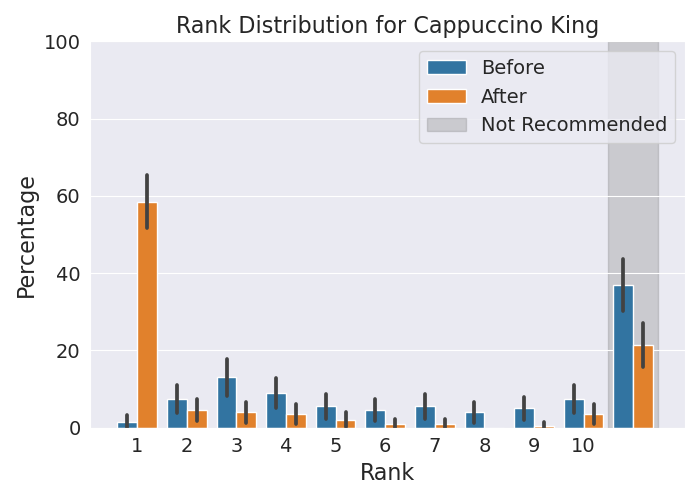 Rank Distribution for Cappuccino King
100
80
60
40
20
0
Percentage
Before
After
Not Recommended
1 2 3 4 5 6 7 8 9 10
Rank